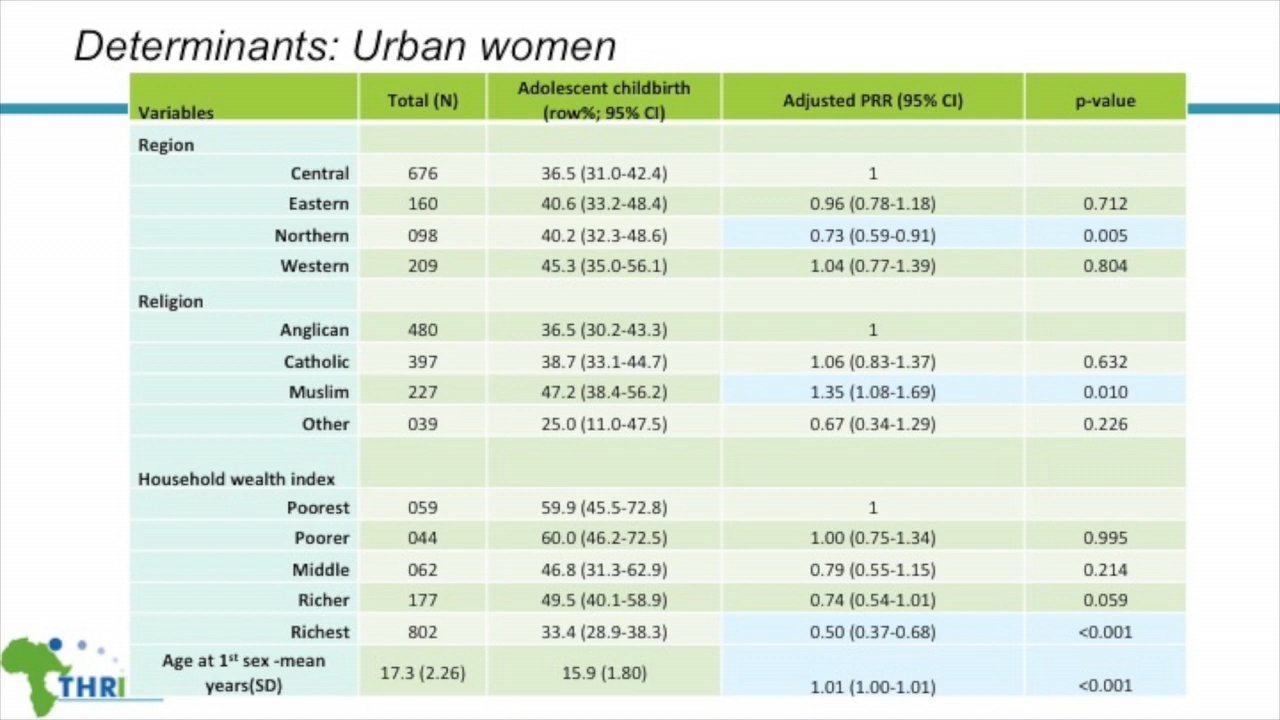 Determinants: Urban women
Variables Total (N) Adolescent childbirth (row%; 95% CI) Adjusted PRR (95% CI) p-value
Region
Central 676 36.5 (31.0-42.4) 1
Eastern 160 40.6 (33.2-48.4) 0.96 (0.78-1.18) 0.712
Northern 098 40.2 (32.3-48.6) 0.73 (0.59-0.91) 0.005
Western 209 45.3 (35.0-56.1) 1.04 (0.77-1.39) 0.804
Religion
Anglican 480 36.5 (30.2-43.3) 1
Catholic 397 38.7 (33.1-44.7) 1.06 (0.83-1.37) 0.632
Muslim 227 47.2 (38.4-56.2) 1.35 (1.08-1.69) 0.010
Other 039 25.0 (11.0-47.5) 0.67 (0.34-1.29) 0.226
Household wealth index
Poorest 059 59.9 (45.5-72.8) 1
Poorer 044 60.0 (46.2-72.5) 1.00 (0.75-1.34) 0.995
Middle 062 46.8 (31.3-62.9) 0.79 (0.55-1.15) 0.214
Richer 177 49.5 (40.1-58.9) 0.74 (0.54-1.01) 0.059
Richest 802 33.4 (28.9-38.3) 0.50 (0.37-0.68) <0.001
Age at 1st sex -mean years(SD) 17.3 (2.26) 15.9 (1.80) 1.01 (1.00-1.01) <0.001
THRI